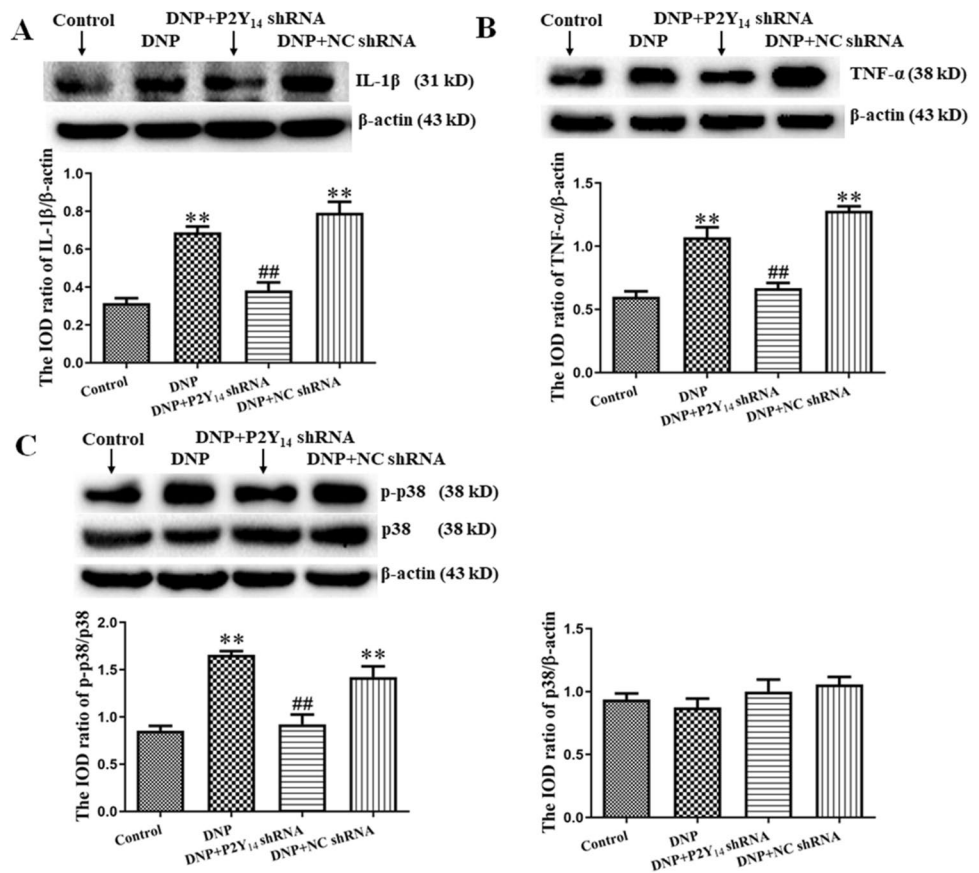 A
Control
DNP+P2Y14 shRNA
DNP
DNP+NC shRNA
IL-1β (31 kD)
β-actin (43 kD)
The IOD ratio of IL-1β/β-actin
1.0
0.8
0.6
0.4
0.2
0.0
**
##
**
Control
DNP
DNP+P2Y14 shRNA
DNP+NC shRNA
B
Control
DNP+P2Y14 shRNA
DNP
DNP+NC shRNA
TNF-α (38 kD)
β-actin (43 kD)
The IOD ratio of TNF-α/β-actin
1.5
1.0
0.5
0.0
**
##
**
Control
DNP
DNP+P2Y14 shRNA
DNP+NC shRNA
C
Control
DNP+P2Y14 shRNA
DNP
DNP+NC shRNA
p-p38 (38 kD)
p38 (38 kD)
β-actin (43 kD)
The IOD ratio of p-p38/p38
2.0
1.5
1.0
0.5
0.0
**
##
**
Control
DNP
DNP+P2Y14 shRNA
DNP+NC shRNA
The IOD ratio of p38/β-actin
1.5
1.0
0.5
0.0
Control
DNP
DNP+P2Y14 shRNA
DNP+NC shRNA